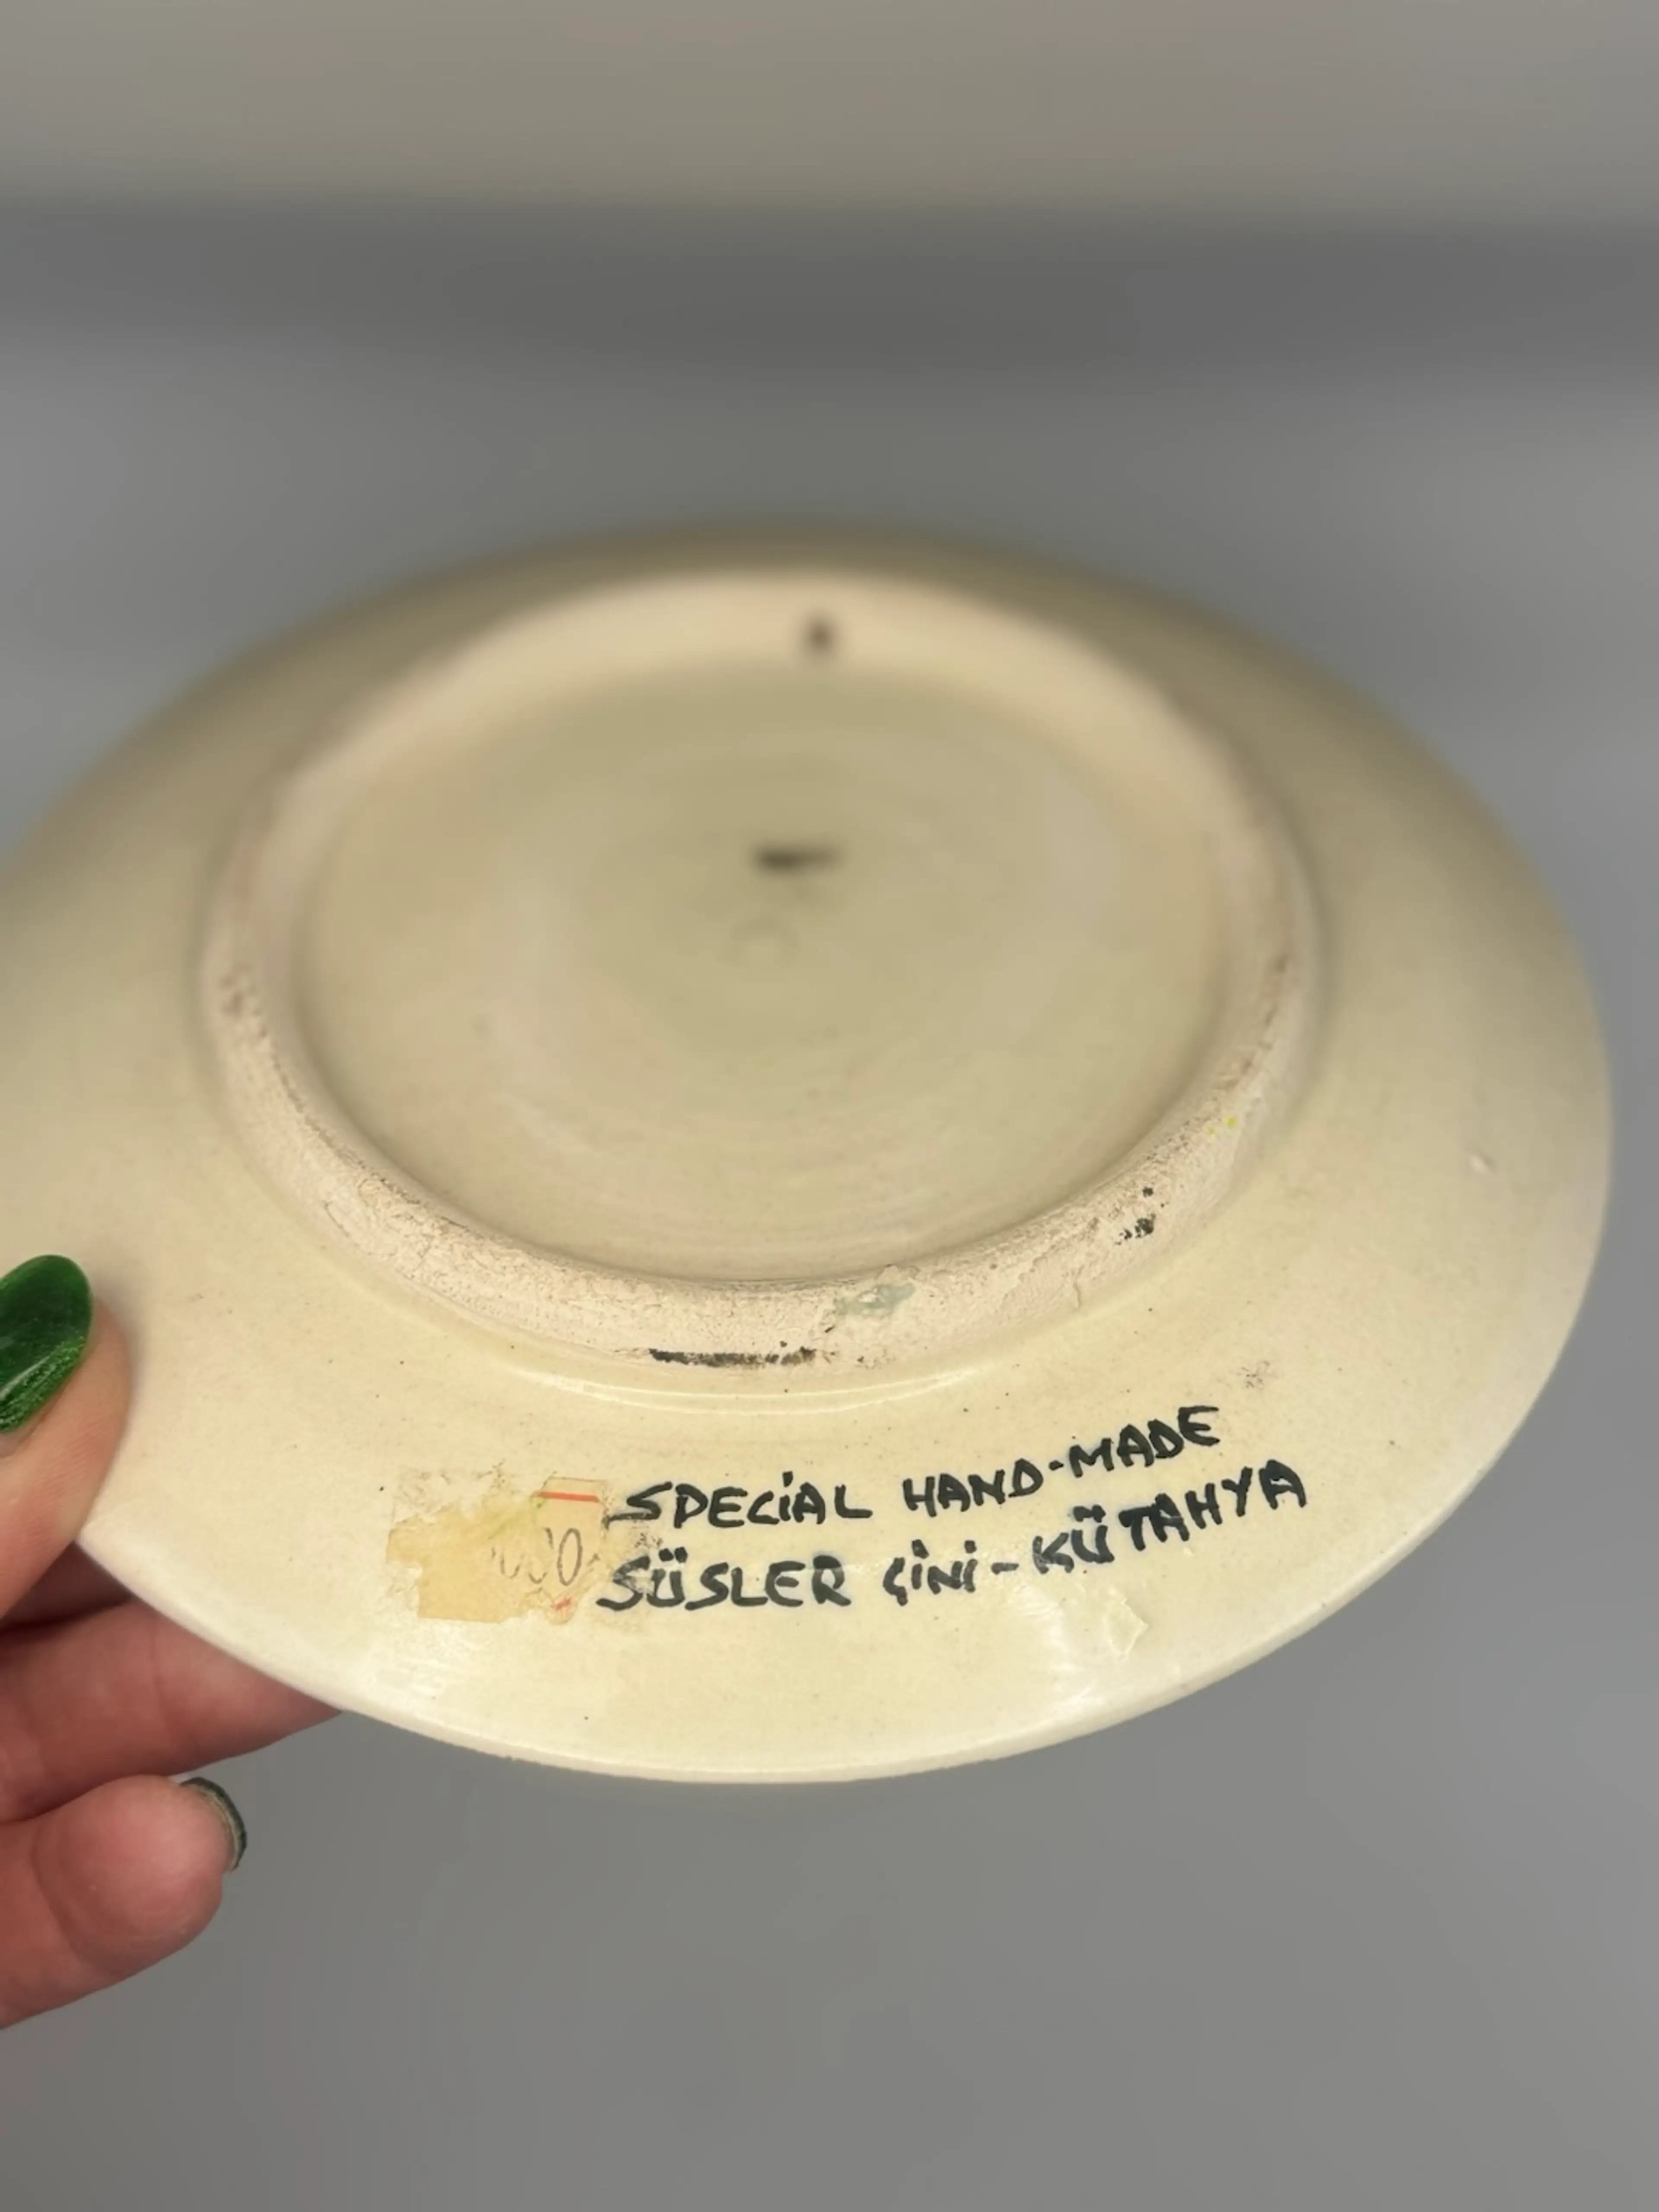 SPECİAL HAND-MADE
SÜSLER ÇİNİ-KÜTAHYA